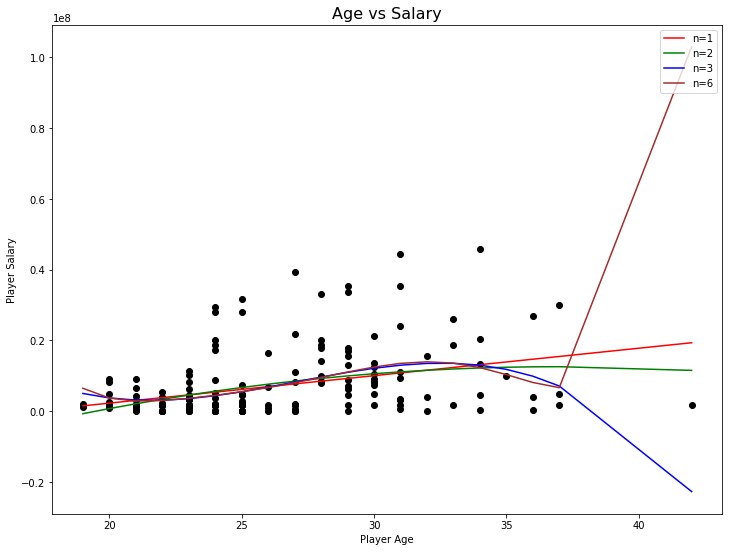 Age vs Salary
1e8
n=1
n=2
n=3
n=6
1.0
0.8
0.6
0.4
0.2
0.0
−0.2
Player Salary
20
25
30
35
40
Player Age